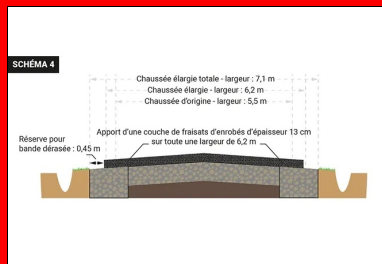 SCHÉMA 4
Chaussée élargie totale - largeur : 7,1 m
Chaussée élargie - largeur : 6,2 m
Chaussée d'origine - largeur : 5,5 m
Réserve pour
bande dérasée : 0,45 m
Apport d'une couche de fraisats d'enrobés d'épaisseur 13 cm
sur toute une largeur de 6,2 m